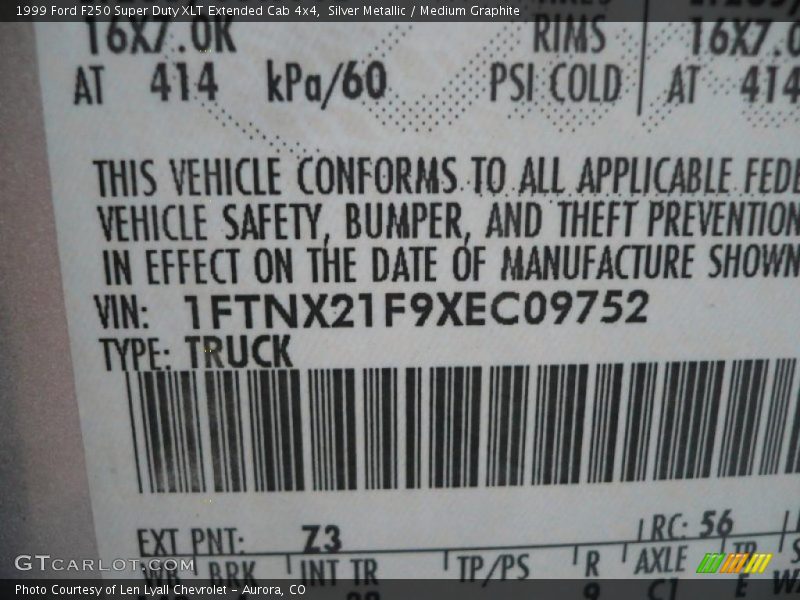 1999 Ford F250 Super Duty XLT Extended Cab 4x4, Silver Metallic / Medium Graphite
16X7.0K RIMS 16X7.0
AT 414 kPa/60 PSI COLD AT 414
THIS VEHICLE CONFORMS TO ALL APPLICABLE FEDE
VEHICLE SAFETY, BUMPER, AND THEFT PREVENTION
IN EFFECT ON THE DATE OF MANUFACTURE SHOWN
VIN: 1FTNX21F9XEC09752
TYPE: TRUCK
EXT PNT: Z3 RC: 56
WB BRK INT TR TP/PS R AXLE TR S
GTCARLOT.COM
Photo Courtesy of Len Lyall Chevrolet – Aurora, CO